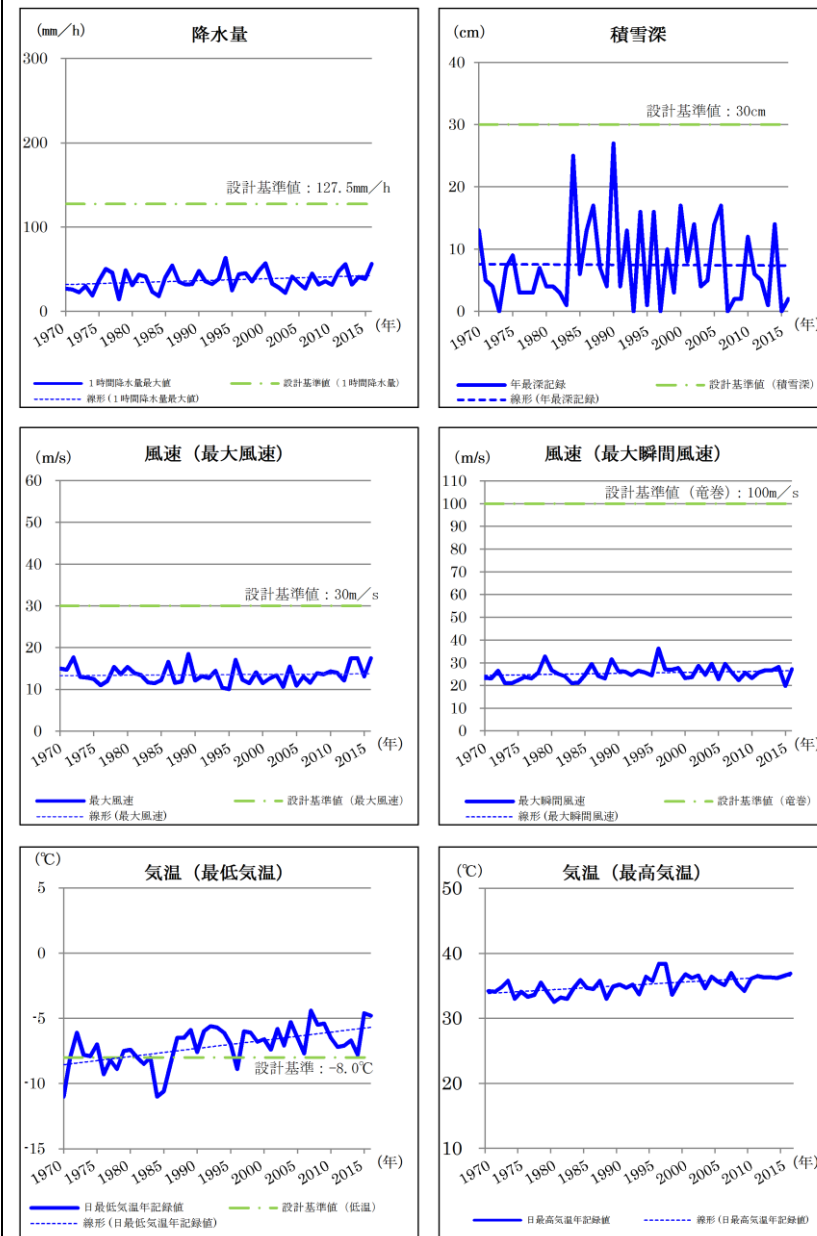 (mm/h)
降水量
300
200
設計基準値：127.5mm/h
100
0
1970 1975 1980 1985 1990 1995 2000 2005 2010 2015 (年)
1時間降水量最大値 設計基準値 (1時間降水量)
線形 (1時間降水量最大値)
(cm)
積雪深
40
設計基準値：30cm
30
20
10
0
1970 1975 1980 1985 1990 1995 2000 2005 2010 2015 (年)
年最深記録 設計基準値 (積雪深)
線形 (年最深記録)
(m/s)
風速 (最大風速)
60
50
40
設計基準値：30m/s
30
20
10
0
1970 1975 1980 1985 1990 1995 2000 2005 2010 2015 (年)
最大風速 設計基準値 (最大風速)
線形 (最大風速)
(m/s)
風速 (最大瞬間風速)
110
設計基準値 (竜巻)：100m/s
100
90
80
70
60
50
40
30
20
10
0
1970 1975 1980 1985 1990 1995 2000 2005 2010 2015 (年)
最大瞬間風速 設計基準値 (竜巻)
線形 (最大瞬間風速)
(℃)
気温 (最低気温)
5
0
-5
設計基準：-8.0℃
-10
-15
1970 1975 1980 1985 1990 1995 2000 2005 2010 2015 (年)
日最低気温年記録値 設計基準値 (低温)
線形 (日最低気温年記録値)
(℃)
気温 (最高気温)
50
40
30
20
10
1970 1975 1980 1985 1990 1995 2000 2005 2010 2015 (年)
日最高気温年記録値 線形 (日最高気温年記録値)